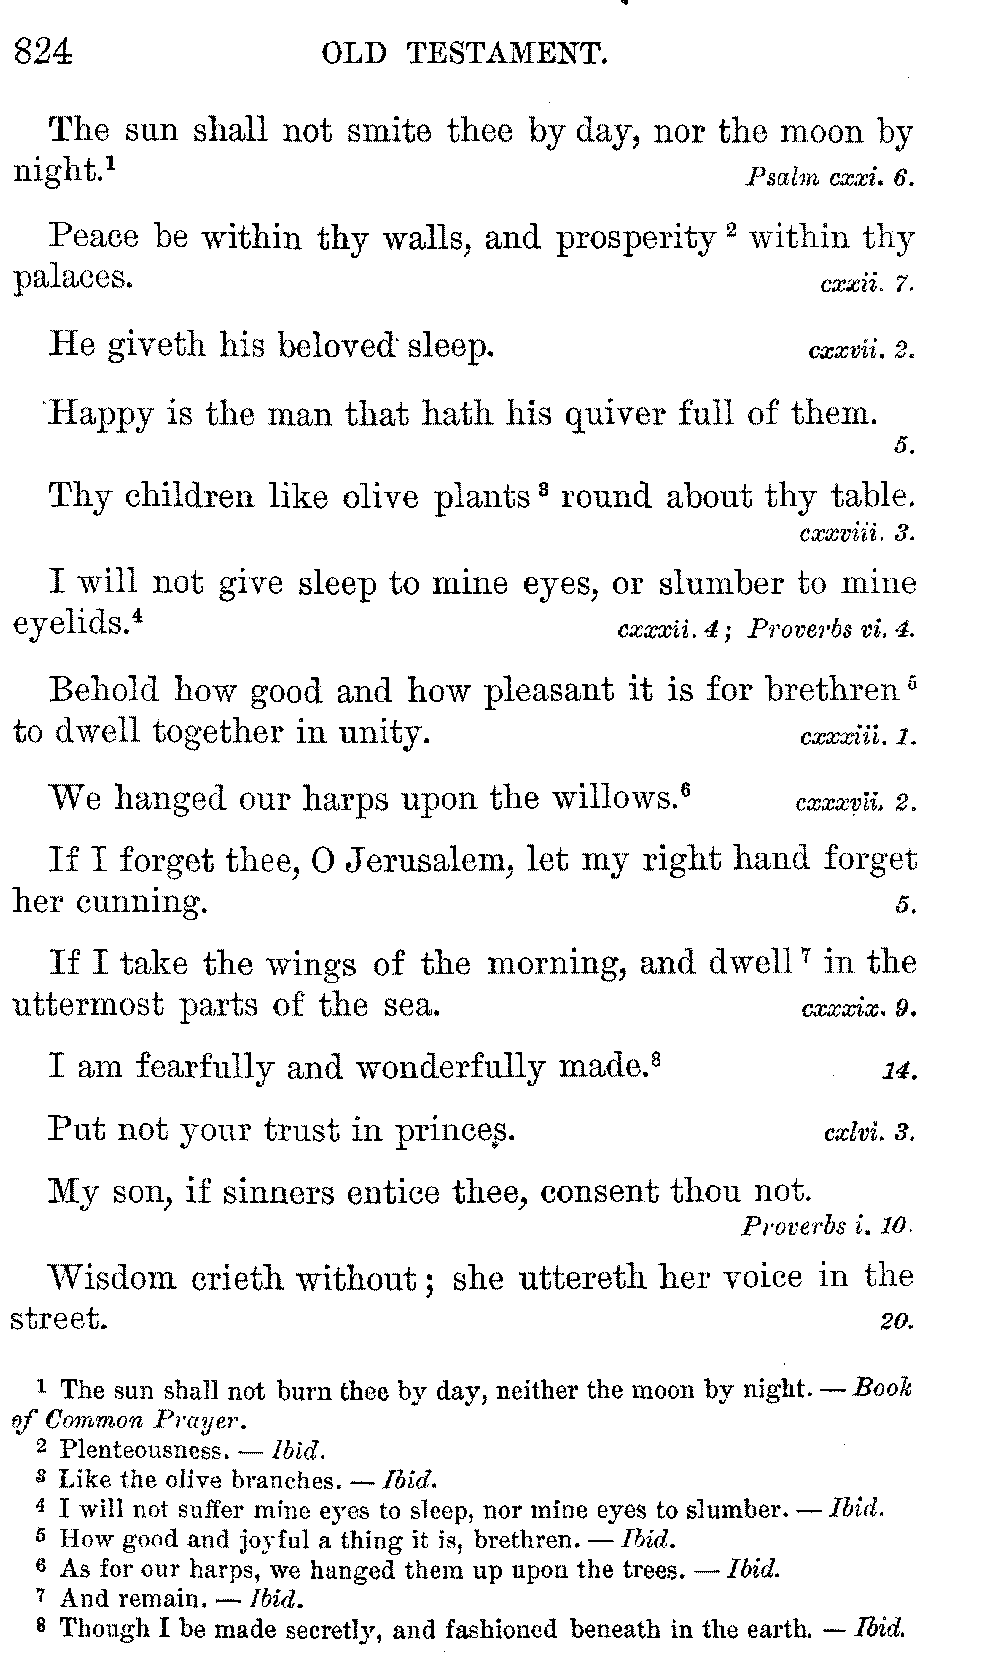 824 OLD TESTAMENT.
The sun shall not smite thee by day, nor the moon by
night.¹ Psalm cxxi. 6.
Peace be within thy walls, and prosperity ² within thy
palaces. cxxii. 7.
He giveth his beloved sleep. cxxvii. 2.
Happy is the man that hath his quiver full of them.
5.
Thy children like olive plants ³ round about thy table.
cxxviii. 3.
I will not give sleep to mine eyes, or slumber to mine
eyelids.⁴ cxxxii. 4 ; Proverbs vi. 4.
Behold how good and how pleasant it is for brethren ⁵
to dwell together in unity. cxxxiii. 1.
We hanged our harps upon the willows.⁶ cxxxvii. 2.
If I forget thee, O Jerusalem, let my right hand forget
her cunning. 5.
If I take the wings of the morning, and dwell ⁷ in the
uttermost parts of the sea. cxxxix. 9.
I am fearfully and wonderfully made.⁸ 14.
Put not your trust in princes. cxlvi. 3.
My son, if sinners entice thee, consent thou not.
Proverbs i. 10.
Wisdom crieth without ; she uttereth her voice in the
street. 20.
¹ The sun shall not burn thee by day, neither the moon by night. — Book
of Common Prayer.
² Plenteousness. — Ibid.
³ Like the olive branches. — Ibid.
⁴ I will not suffer mine eyes to sleep, nor mine eyes to slumber. — Ibid.
⁵ How good and joyful a thing it is, brethren. — Ibid.
⁶ As for our harps, we hanged them up upon the trees. — Ibid.
⁷ And remain. — Ibid.
⁸ Though I be made secretly, and fashioned beneath in the earth. — Ibid.